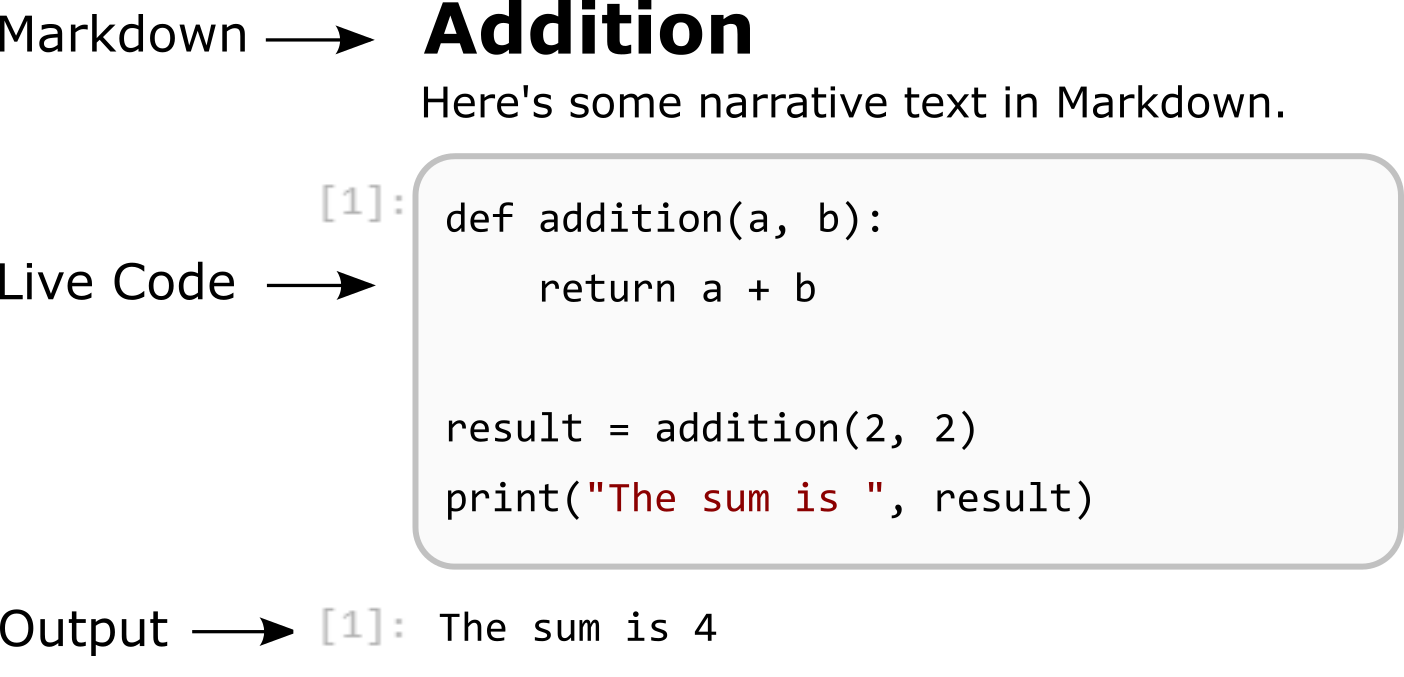 Markdown
Addition
Here's some narrative text in Markdown.
[1]:
def addition(a, b):
    return a + b
Live Code
result = addition(2, 2)
print("The sum is ", result)
Output
[1]:
The sum is 4